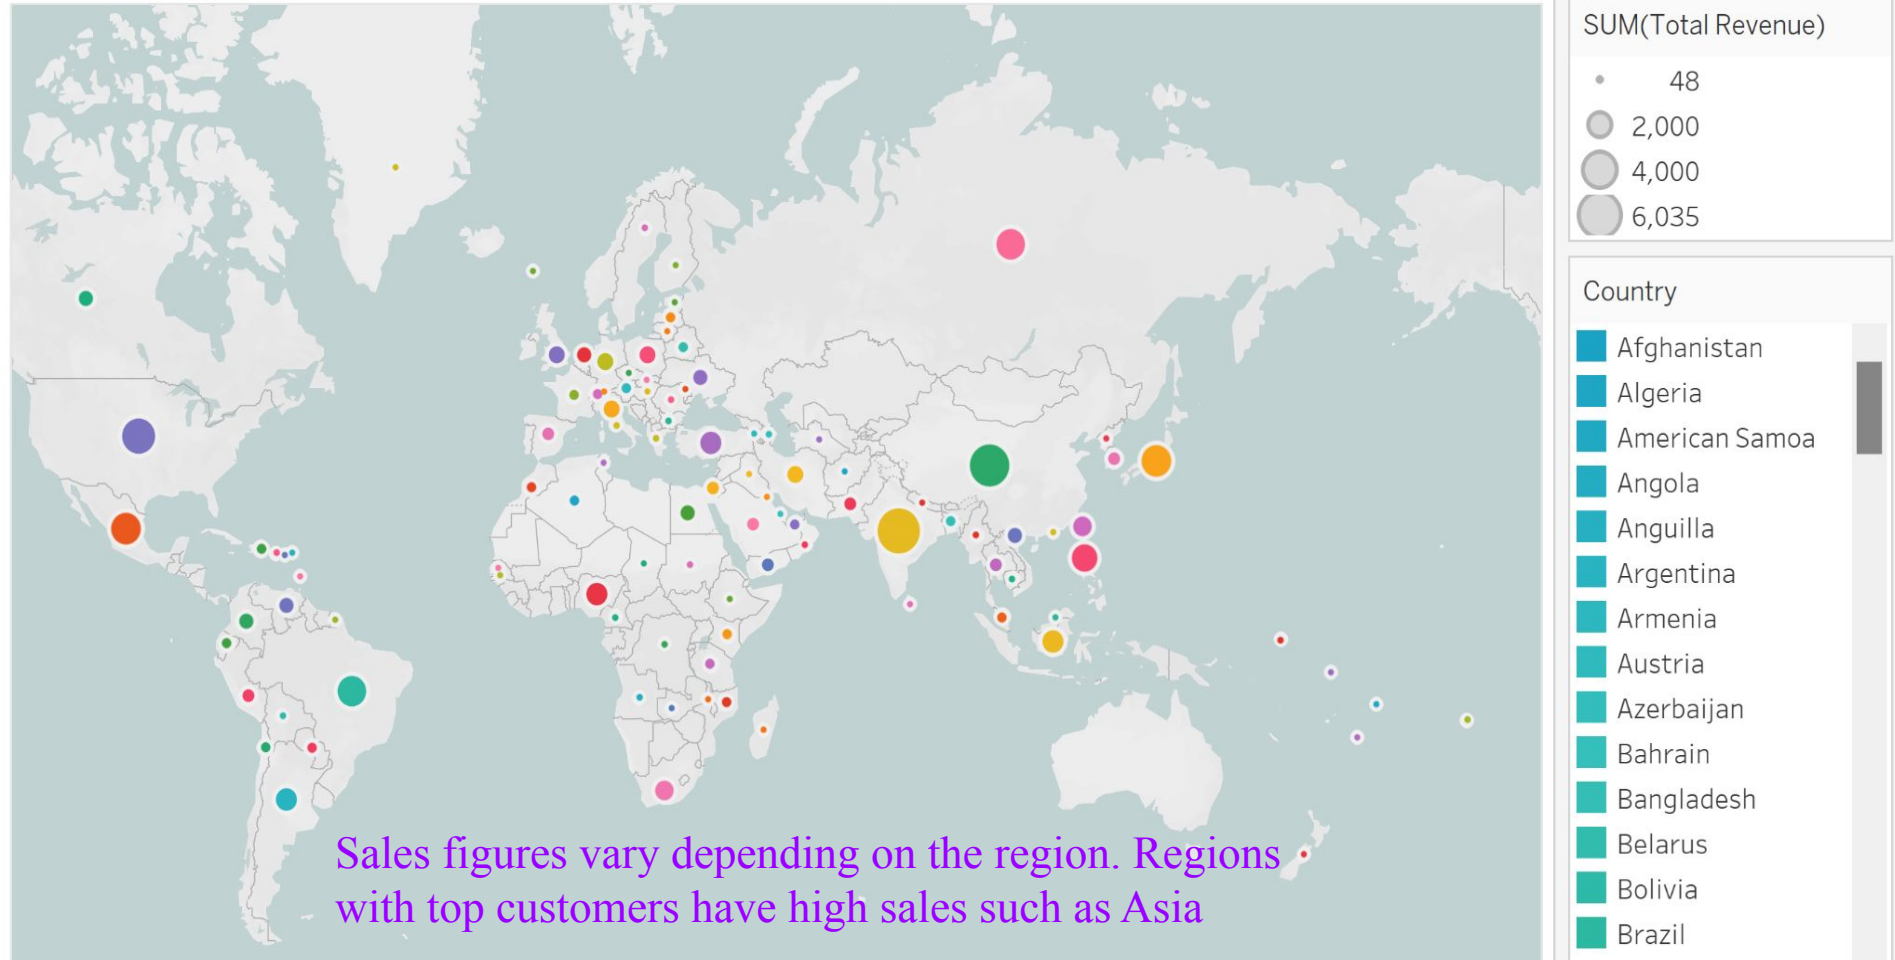 SUM(Total Revenue)
48
2,000
4,000
6,035
Country
Afghanistan
Algeria
American Samoa
Angola
Anguilla
Argentina
Armenia
Austria
Azerbaijan
Bahrain
Bangladesh
Belarus
Bolivia
Brazil
Sales figures vary depending on the region. Regions
with top customers have high sales such as Asia